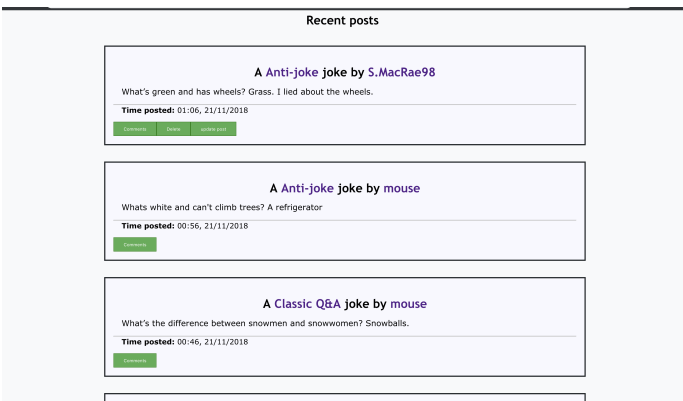 Recent posts
A Anti-joke joke by S.MacRae98
What's green and has wheels? Grass. I lied about the wheels.
Time posted: 01:06, 21/11/2018
Comments Delete update post
A Anti-joke joke by mouse
Whats white and can't climb trees? A refrigerator
Time posted: 00:56, 21/11/2018
Comments
A Classic Q&A joke by mouse
What's the difference between snowmen and snowwomen? Snowballs.
Time posted: 00:46, 21/11/2018
Comments